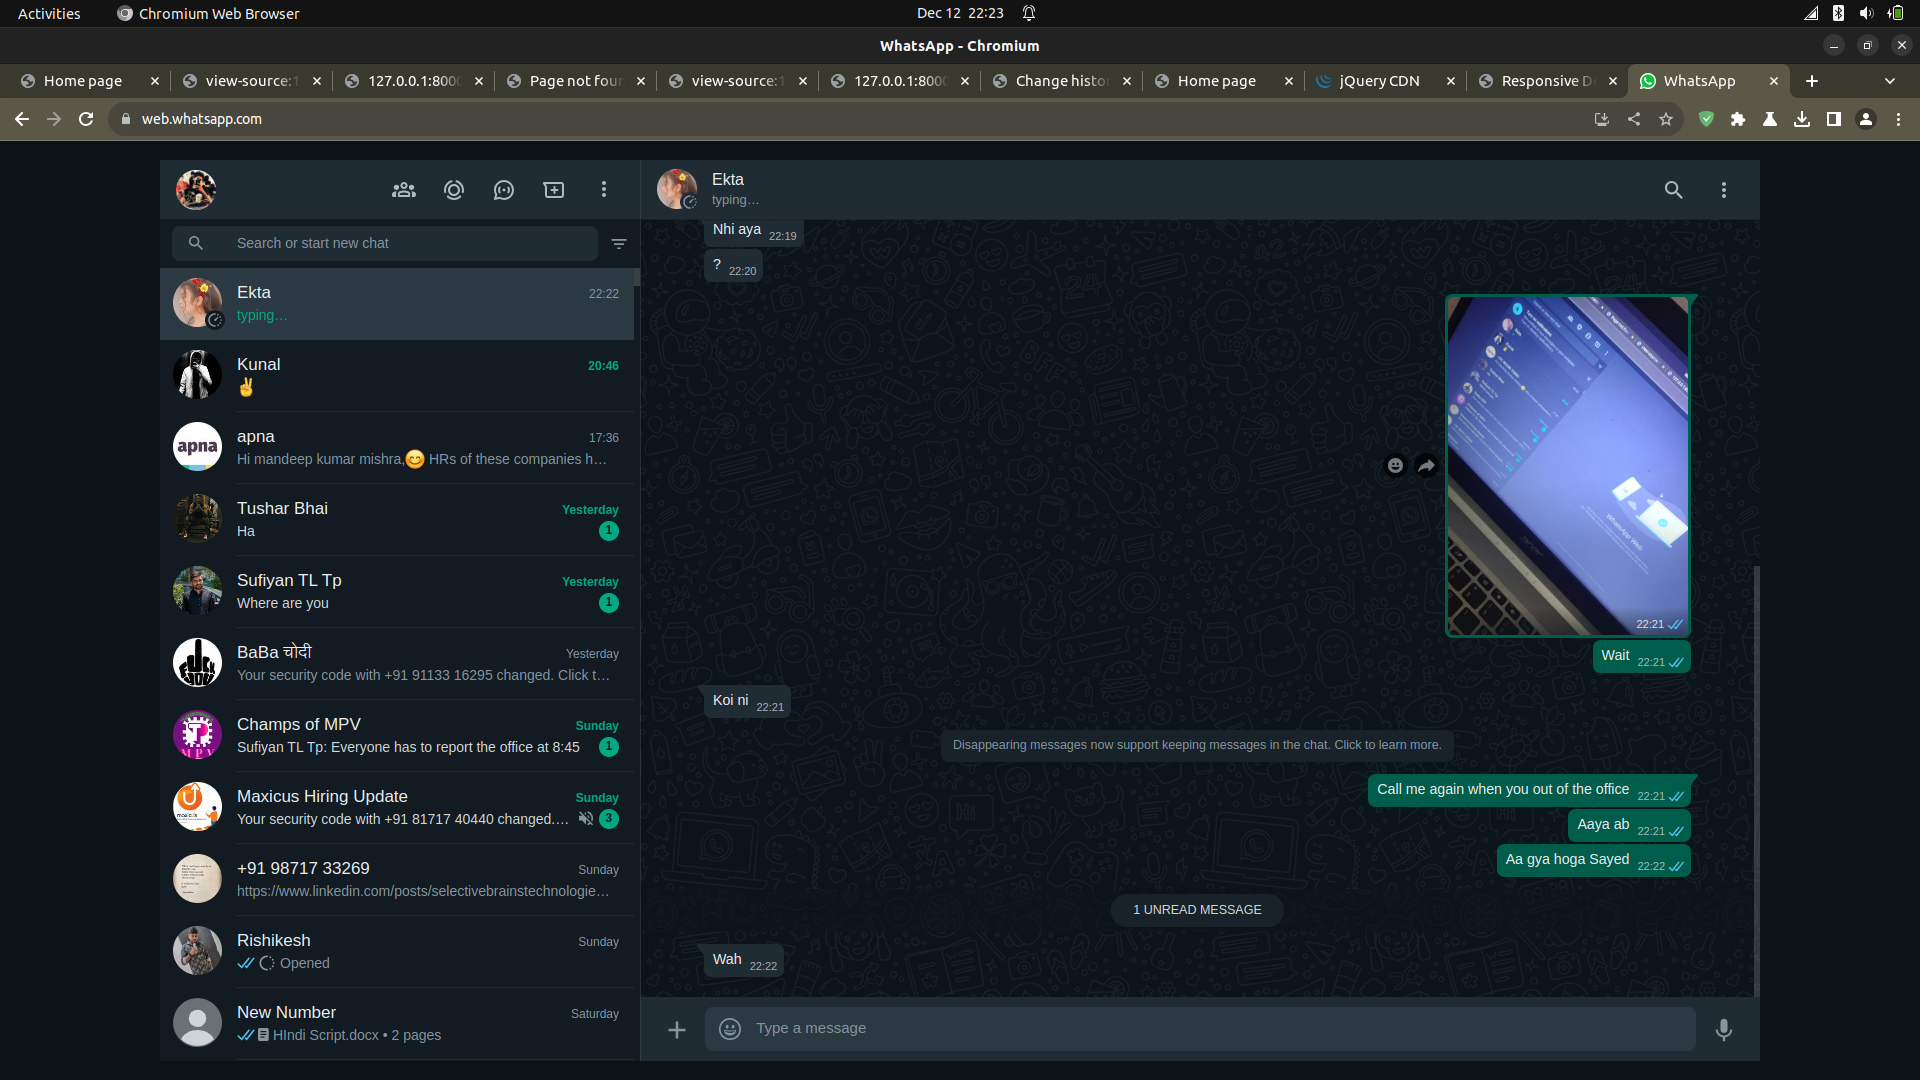 Activities
Chromium Web Browser
Dec 12 22:23
WhatsApp - Chromium
Home page
view-source:1
127.0.0.1:8000
Page not foun
view-source:1
127.0.0.1:8000
Change histor
Home page
jQuery CDN
Responsive De
WhatsApp
web.whatsapp.com
Ekta
typing…
Search or start new chat
Ekta 22:22
typing…
Kunal 20:46
✌
apna 17:36
apna
Hi mandeep kumar mishra,😊 HRs of these companies h…
Tushar Bhai Yesterday
Ha 1
Sufiyan TL Tp Yesterday
Where are you 1
BaBa चोदी Yesterday
Your security code with +91 91133 16295 changed. Click t…
Champs of MPV Sunday
MPV
Sufiyan TL Tp: Everyone has to report the office at 8:45 1
Maxicus Hiring Update Sunday
Your security code with +91 81717 40440 changed.… 3
+91 98717 33269 Sunday
https://www.linkedin.com/posts/selectivebrainstechnologie…
Rishikesh Sunday
Opened
New Number Saturday
HIndi Script.docx • 2 pages
Nhi aya 22:19
? 22:20
WhatsApp Web
22:21
Wait 22:21
Koi ni 22:21
Disappearing messages now support keeping messages in the chat. Click to learn more.
Call me again when you out of the office 22:21
Aaya ab 22:21
Aa gya hoga Sayed 22:22
1 UNREAD MESSAGE
Wah 22:22
Type a message